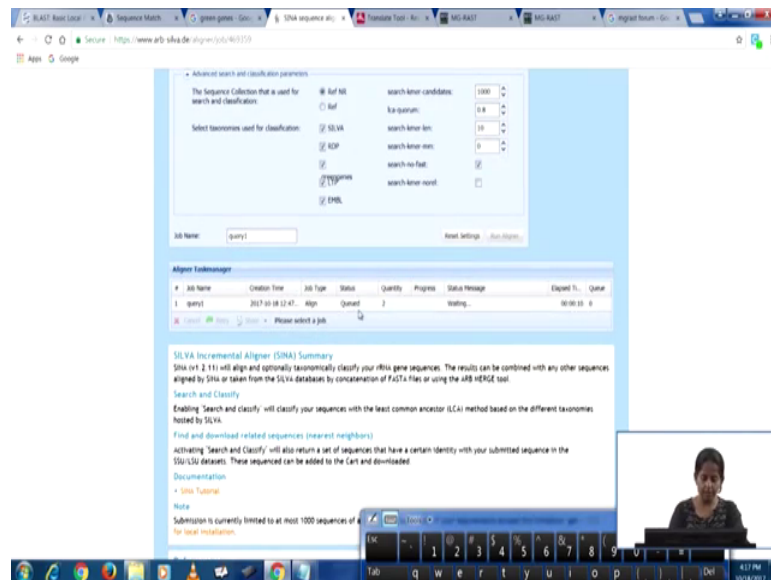 BLAST: Basic Local
Sequence Match
green genes - Goo
SINA sequence alig
Translate Tool - Re
MG-RAST
MG-RAST
mgrast forum - Go
Secure | https://www.arb-silva.de/aligner/job/469359
Apps Google
Advanced search and classification parameters
The Sequence Collection that is used for search and classification:
Ref NR
Ref
search-kmer-candidates: 1000
lca-quorum: 0.8
Select taxonomies used for classification:
SILVA
RDP
greengenes
LTP
EMBL
search-kmer-len: 10
search-kmer-mm: 0
search-no-fast:
search-kmer-norel:
Job Name: query1
Reset Settings Run Aligner
Aligner Taskmanager
# Job Name Creation Time Job Type Status Quantity Progress Status Message Elapsed Ti... Queue
1 query1 2017-10-18 12:47... Align Queued 2 Waiting... 00:00:10 0
Cancel Retry Share Please select a job
SILVA Incremental Aligner (SINA) Summary
SINA (v1.2.11) will align and optionally taxonomically classify your rRNA gene sequences. The results can be combined with any other sequences
aligned by SINA or taken from the SILVA databases by concatenation of FASTA files or using the ARB MERGE tool.
Search and Classify
Enabling "Search and classify" will classify your sequences with the least common ancestor (LCA) method based on the different taxonomies
hosted by SILVA
Find and download related sequences (nearest neighbors)
Activating "Search and Classify" will also return a set of sequences that have a certain identity with your submitted sequence in the
SSU/LSU datasets. These sequenced can be added to the Cart and downloaded
Documentation
Sina Tutorial
Note
Submission is currently limited to at most 1000 sequences of a
for local installation.
Tools
Esc ~ ! 1 @ 2 # 3 $ 4 % 5 ^ 6 & 7 * 8 ( 9 0 - =
Tab q w e r t y u i o p [ ] Del
4:17 PM
10/18/2017